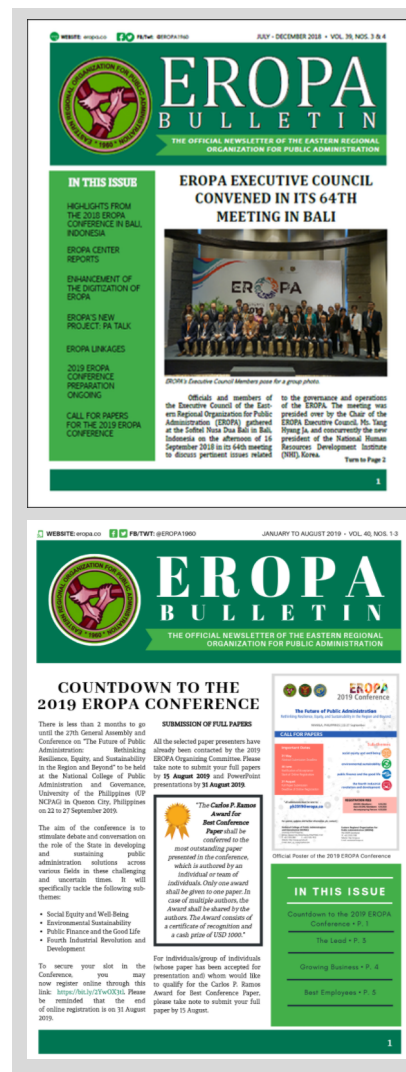 WEBSITE: eropa.co FB/TWT: @EROPA1960 JULY - DECEMBER 2018 • VOL. 39, NOS. 3 & 4
EASTERN REGIONAL ORGANIZATION FOR PUBLIC ADMINISTRATION
1960
EROPA
BULLETIN
THE OFFICIAL NEWSLETTER OF THE EASTERN REGIONAL
ORGANIZATION FOR PUBLIC ADMINISTRATION
IN THIS ISSUE
HIGHLIGHTS FROM
THE 2018 EROPA
CONFERENCE IN BALI,
INDONESIA
EROPA CENTER
REPORTS
ENHANCEMENT OF
THE DIGITIZATION OF
EROPA
EROPA'S NEW
PROJECT: PA TALK
EROPA LINKAGES
2019 EROPA
CONFERENCE
PREPARATION
ONGOING
CALL FOR PAPERS
FOR THE 2019 EROPA
CONFERENCE
EROPA EXECUTIVE COUNCIL
CONVENED IN ITS 64TH
MEETING IN BALI
EROPA
EROPA's Executive Council Members pose for a group photo.
Officials and members of
the Executive Council of the East-
ern Regional Organization for Public
Administration (EROPA) gathered
at the Sofitel Nusa Dua Bali in Bali,
Indonesia on the afternoon of 16
September 2018 in its 64th meeting
to discuss pertinent issues related
to the governance and operations
of the EROPA. The meeting was
presided over by the Chair of the
EROPA Executive Council, Ms. Yang
Hyang Ja, and concurrently the new
president of the National Human
Resources Development Institute
(NHI), Korea.
Turn to Page 2
1
WEBSITE: eropa.co FB/TWT: @EROPA1960 JANUARY TO AUGUST 2019 • VOL. 40, NOS. 1-3
EASTERN REGIONAL ORGANIZATION FOR PUBLIC ADMINISTRATION
1960
EROPA
BULLETIN
THE OFFICIAL NEWSLETTER OF THE EASTERN REGIONAL
ORGANIZATION FOR PUBLIC ADMINISTRATION
COUNTDOWN TO THE
2019 EROPA CONFERENCE
There is less than 2 months to go
until the 27th General Assembly and
Conference on "The Future of Public
Administration: Rethinking
Resilience, Equity, and Sustainability
in the Region and Beyond" to be held
at the National College of Public
Administration and Governance,
University of the Philippines (UP
NCPAG) in Quezon City, Philippines
on 22 to 27 September 2019.
The aim of the conference is to
stimulate debate and conversation on
the role of the State in developing
and sustaining public
administration solutions across
various fields in these challenging
and uncertain times. It will
specifically tackle the following sub-
themes:
• Social Equity and Well-Being
• Environmental Sustainability
• Public Finance and the Good Life
• Fourth Industrial Revolution and
Development
To secure your slot in the
Conference, you may
now register online through this
link: Please
be reminded that the end
of online registration is on 31 August
2019.
SUBMISSION OF FULL PAPERS
All the selected paper presenters have
already been contacted by the 2019
EROPA Organizing Committee. Please
take note to submit your full papers
by 15 August 2019 and PowerPoint
presentations by 31 August 2019.
"The Carlos P. Ramos
Award for
Best Conference
Paper shall be
conferred to the
most outstanding paper
presented in the conference,
which is authored by an
individual or team of
individuals. Only one award
shall be given to one paper. In
case of multiple authors, the
Award shall be shared by the
authors. The Award consists of
a certificate of recognition and
a cash prize of USD 1000."
For individuals/group of individuals
(whose paper has been accepted for
presentation and) whom would like
to qualify for the Carlos P. Ramos
Award for Best Conference Paper,
please take note to submit your full
paper by 15 August.
EROPA
2019 Conference
The Future of Public Administration
Rethinking Resilience, Equity, and Sustainability in the Region and Beyond
CALL FOR PAPERS
Official Poster of the 2019 EROPA Conference
IN THIS ISSUE
Countdown to the 2019 EROPA
Conference • P. 1
The Lead • P. 3
Growing Business • P. 4
Best Employees • P. 5
1